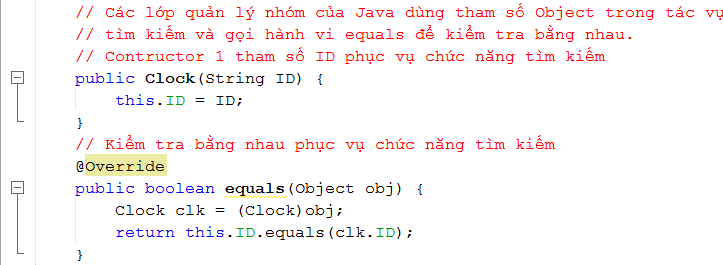 // Các lớp quản lý nhóm của Java dùng tham số Object trong tác vụ
// tìm kiếm và gọi hành vi equals để kiểm tra bằng nhau.
// Contructor 1 tham số ID phục vụ chức năng tìm kiếm
public Clock(String ID) {
    this.ID = ID;
}
// Kiểm tra bằng nhau phục vụ chức năng tìm kiếm
@Override
public boolean equals(Object obj) {
    Clock clk = (Clock)obj;
    return this.ID.equals(clk.ID);
}